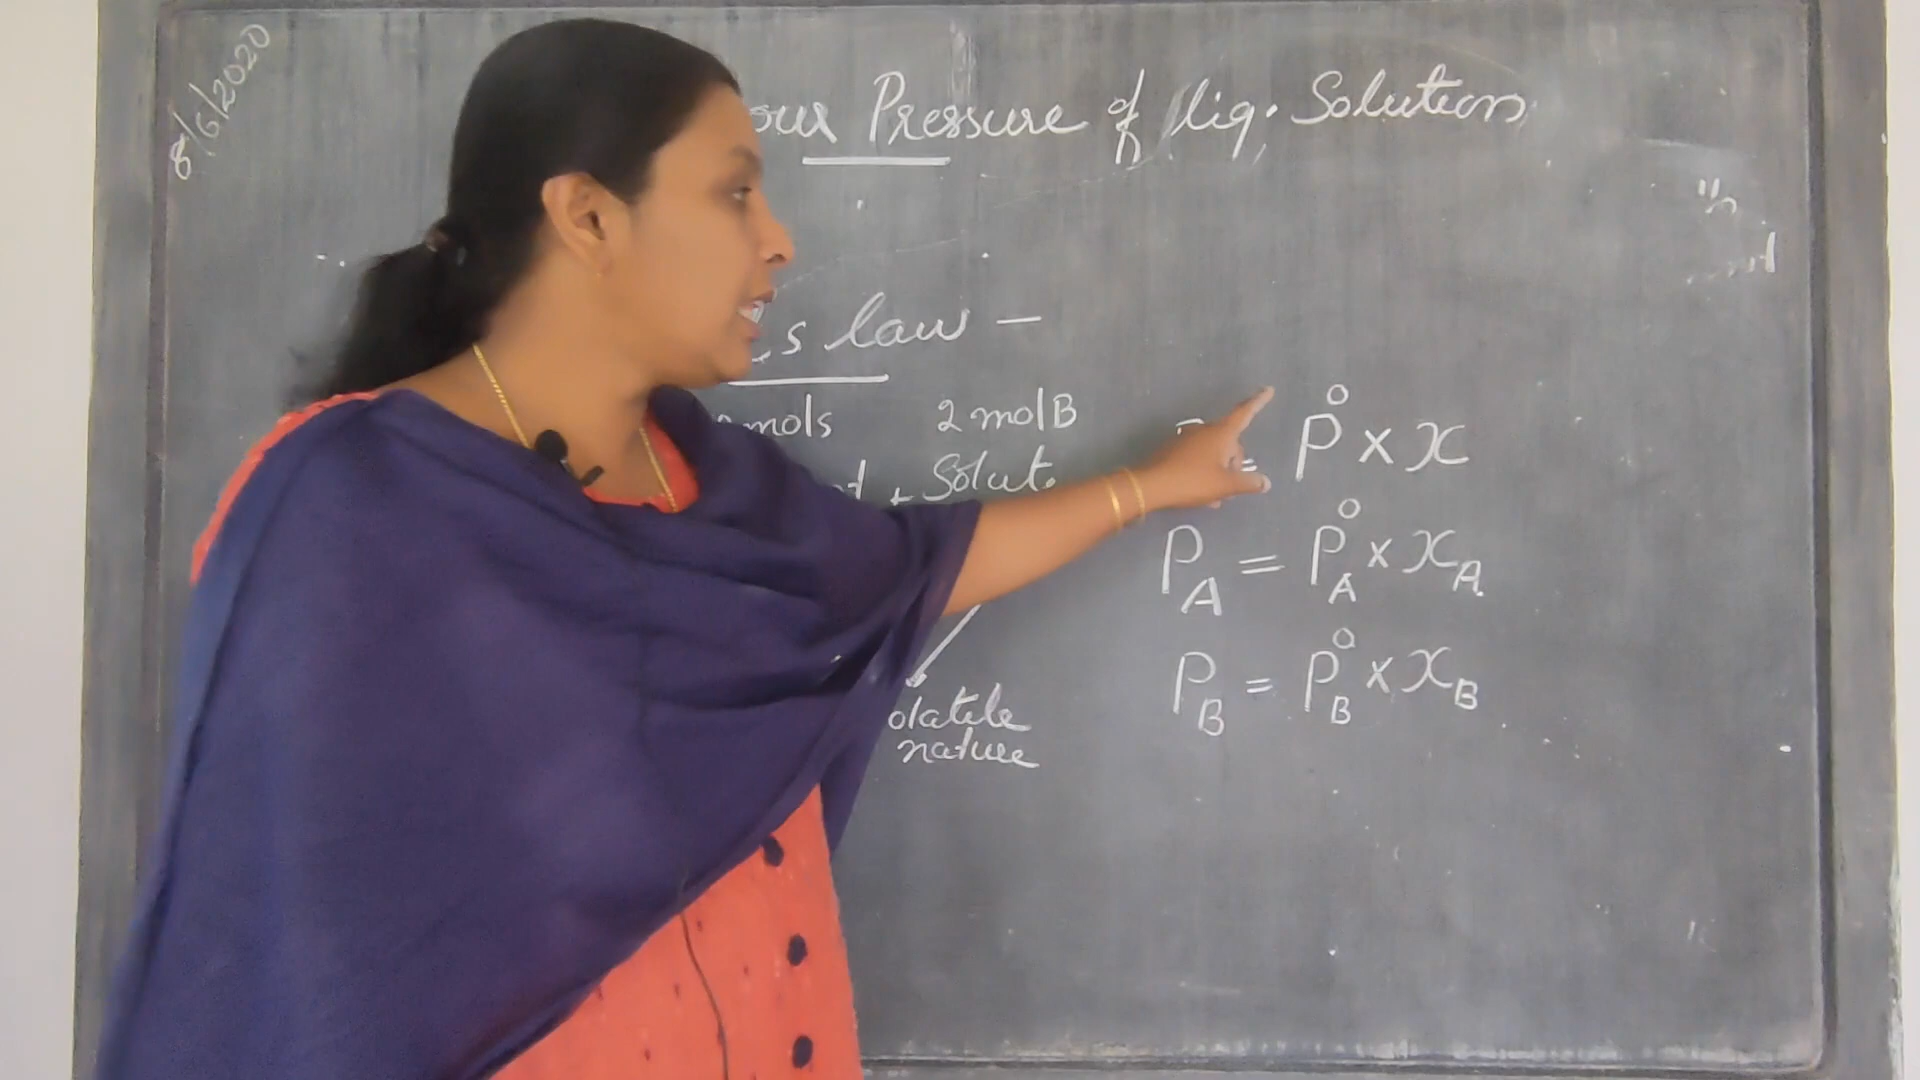 8/6/2020
our Pressure of liq. Solutions
ls law —
mols 2 mol B
+ Solut.
olatile
nature
= P° x x
P_A = P°_A x x_A
P_B = P°_B x x_B